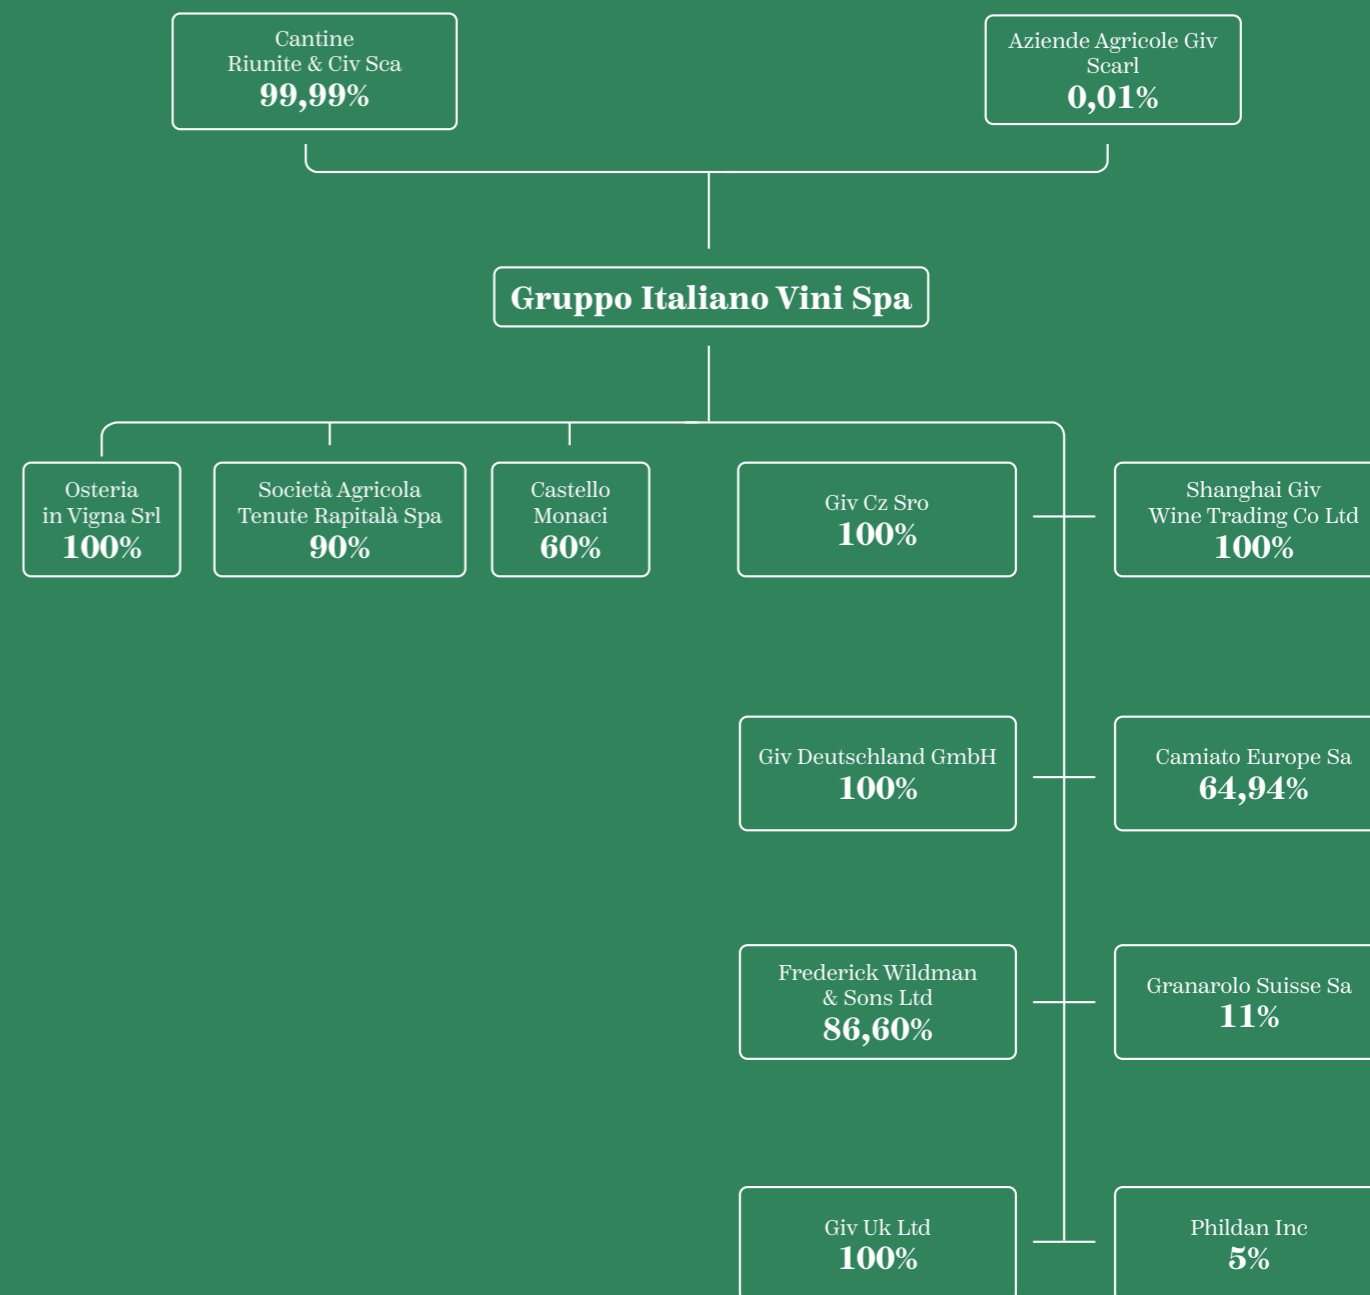 Cantine
Riunite & Civ Sca
99,99%
Aziende Agricole Giv
Scarl
0,01%
Gruppo Italiano Vini Spa
Osteria
in Vigna Srl
100%
Società Agricola
Tenute Rapitalà Spa
90%
Castello
Monaci
60%
Giv Cz Sro
100%
Shanghai Giv
Wine Trading Co Ltd
100%
Giv Deutschland GmbH
100%
Camiato Europe Sa
64,94%
Frederick Wildman
& Sons Ltd
86,60%
Granarolo Suisse Sa
11%
Giv Uk Ltd
100%
Phildan Inc
5%